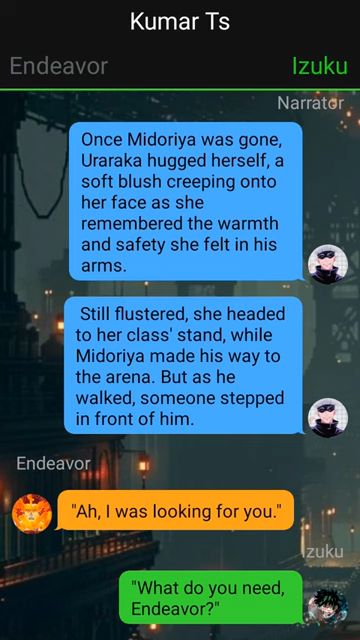 Kumar Ts
Endeavor
Izuku
Narrator
Once Midoriya was gone,
Uraraka hugged herself, a
soft blush creeping onto
her face as she
remembered the warmth
and safety she felt in his
arms.
Still flustered, she headed
to her class' stand, while
Midoriya made his way to
the arena. But as he
walked, someone stepped
in front of him.
Endeavor
"Ah, I was looking for you."
Izuku
"What do you need,
Endeavor?"